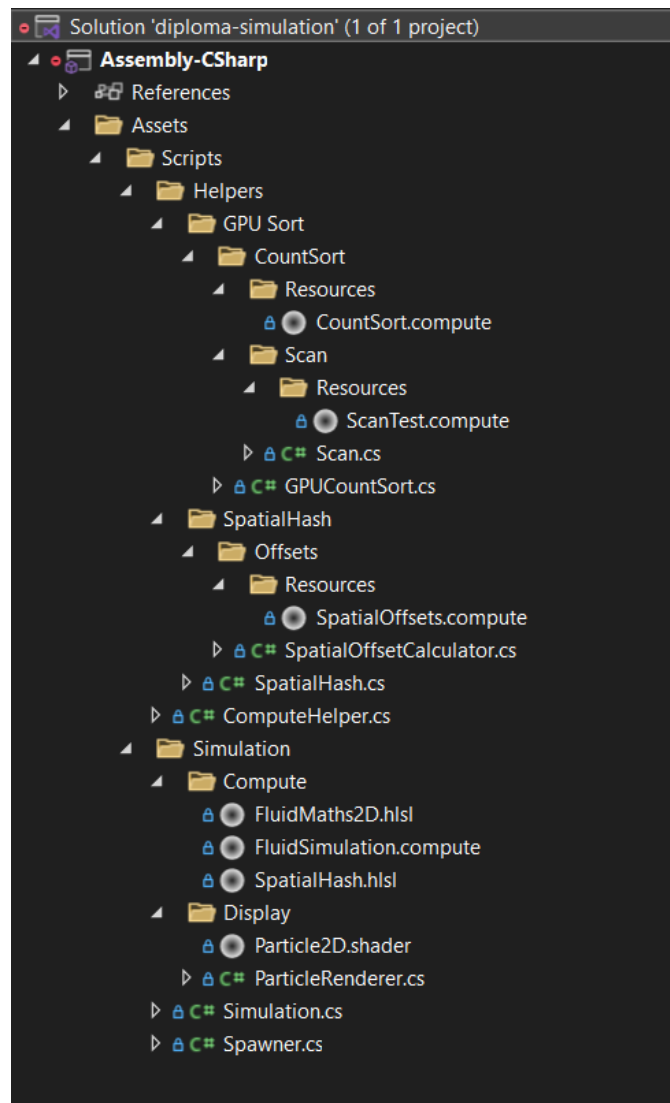 Solution 'diploma-simulation' (1 of 1 project)
Assembly-CSharp
References
Assets
Scripts
Helpers
GPU Sort
CountSort
Resources
CountSort.compute
Scan
Resources
ScanTest.compute
C# Scan.cs
C# GPUCountSort.cs
SpatialHash
Offsets
Resources
SpatialOffsets.compute
C# SpatialOffsetCalculator.cs
C# SpatialHash.cs
C# ComputeHelper.cs
Simulation
Compute
FluidMaths2D.hlsl
FluidSimulation.compute
SpatialHash.hlsl
Display
Particle2D.shader
C# ParticleRenderer.cs
C# Simulation.cs
C# Spawner.cs